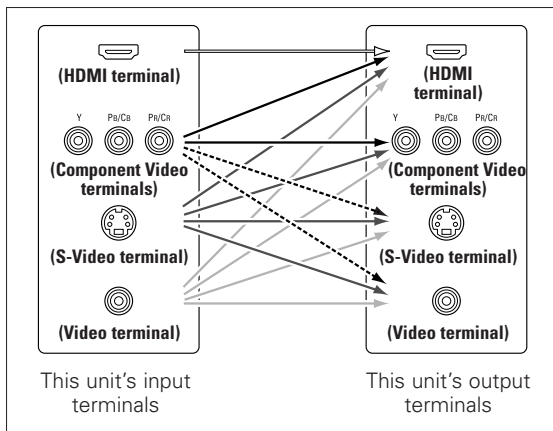 (HDMI terminal)
Y PB/CB PR/CR
(Component Video
terminals)
(S-Video terminal)
(Video terminal)
This unit's input
terminals
(HDMI
terminal)
Y PB/CB PR/CR
(Component Video
terminals)
(S-Video terminal)
(Video terminal)
This unit's output
terminals